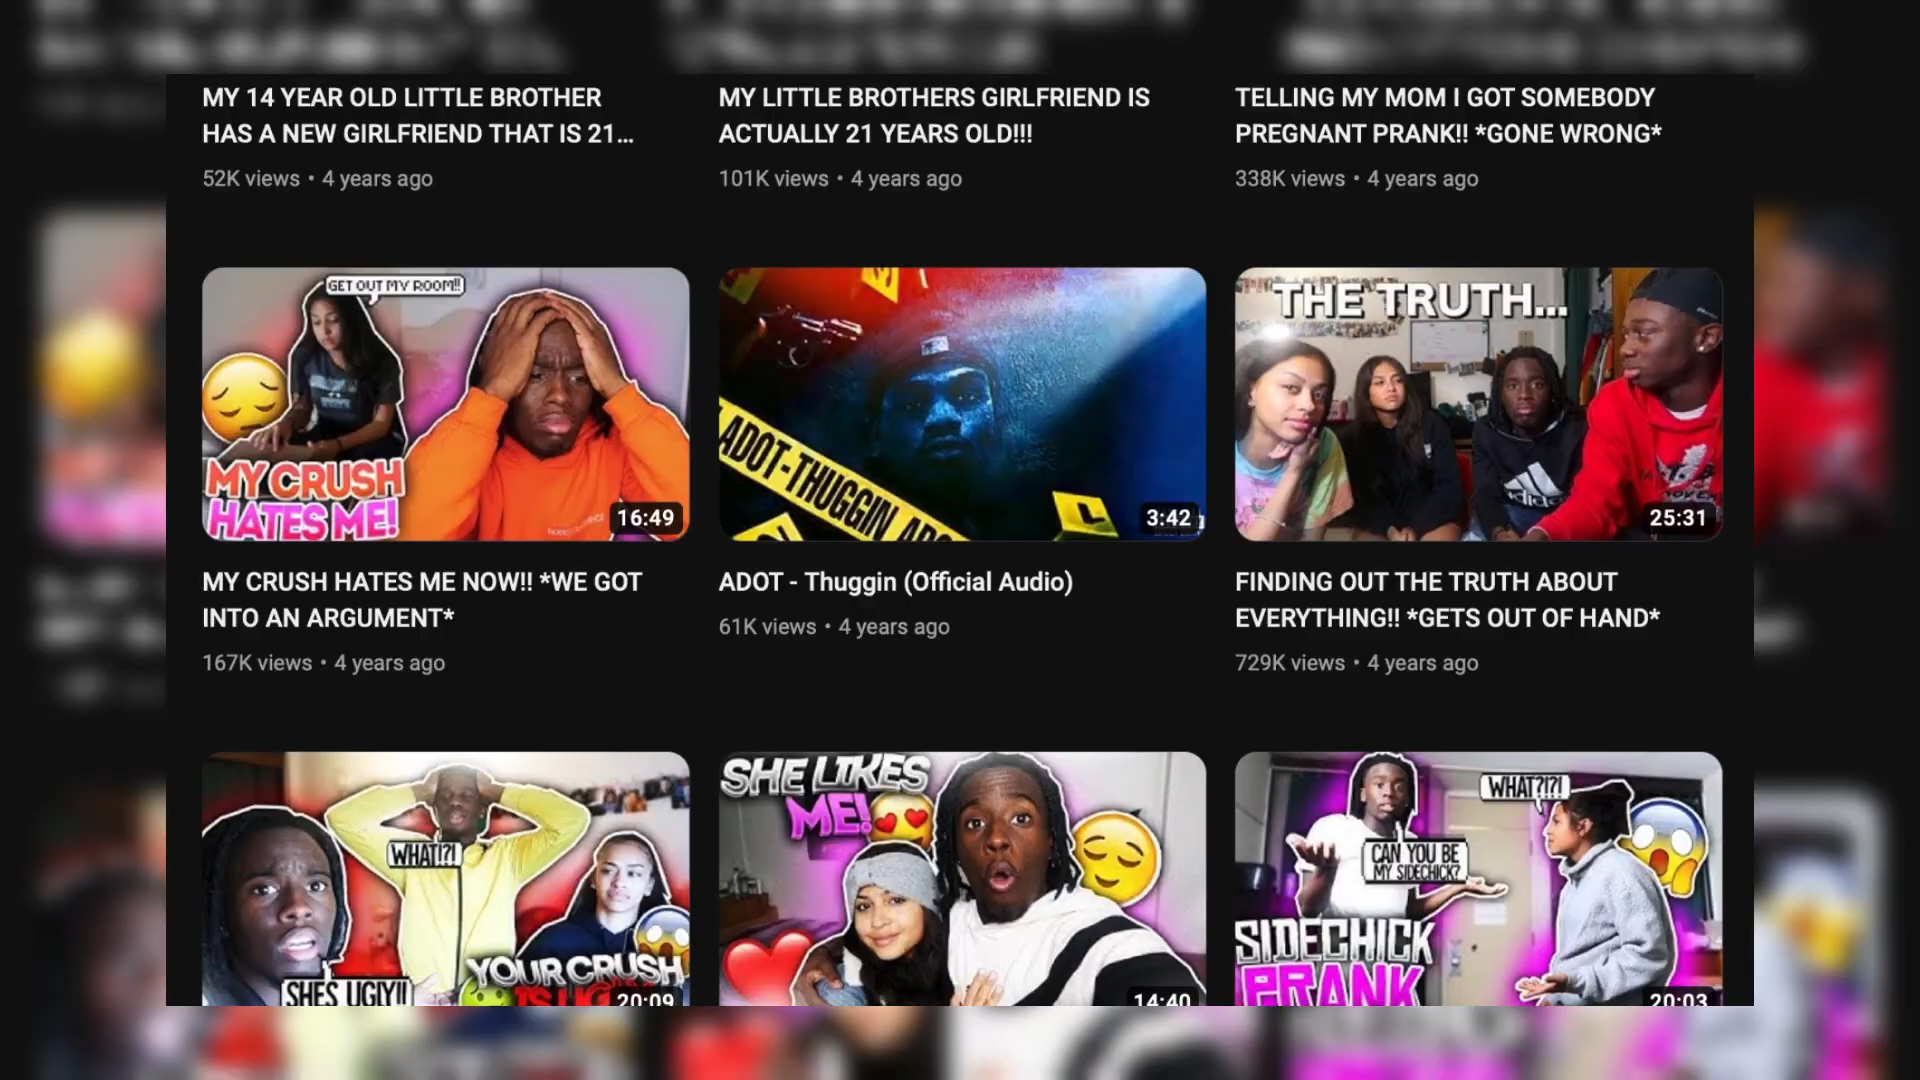 MY 14 YEAR OLD LITTLE BROTHER
HAS A NEW GIRLFRIEND THAT IS 21...
52K views • 4 years ago
MY LITTLE BROTHERS GIRLFRIEND IS
ACTUALLY 21 YEARS OLD!!!
101K views • 4 years ago
TELLING MY MOM I GOT SOMEBODY
PREGNANT PRANK!! *GONE WRONG*
338K views • 4 years ago
GET OUT MY ROOM!!
MY CRUSH
HATES ME!
16:49
MY CRUSH HATES ME NOW!! *WE GOT
INTO AN ARGUMENT*
167K views • 4 years ago
ADOT-THUGGIN
3:42
ADOT - Thuggin (Official Audio)
61K views • 4 years ago
THE TRUTH...
adidas
25:31
FINDING OUT THE TRUTH ABOUT
EVERYTHING!! *GETS OUT OF HAND*
729K views • 4 years ago
WHAT!?!
SHES UGLY!!
YOUR CRUSH
20:09
SHE LIKES
ME!
14:40
WHAT?!?!
CAN YOU BE
MY SIDECHICK?
SIDECHICK
PRANK
20:03